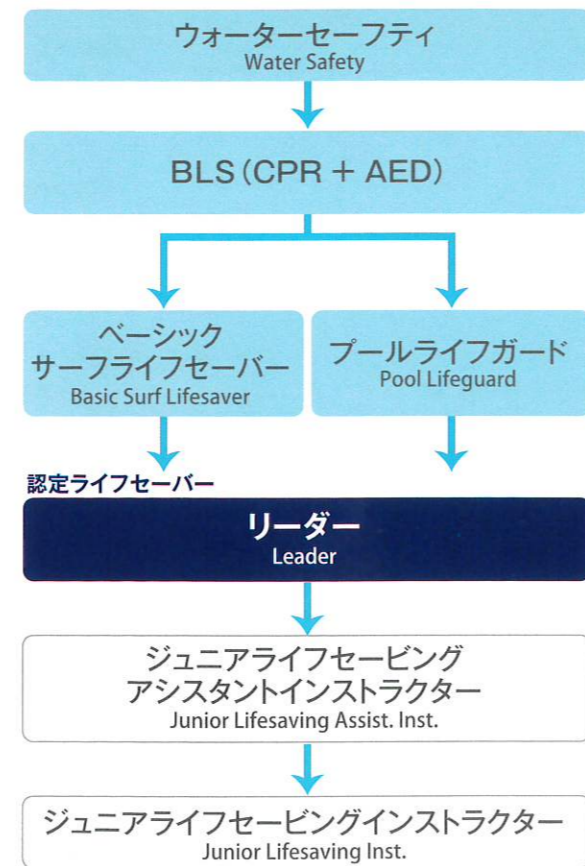 ウォーターセーフティ
Water Safety
BLS（CPR + AED）
ベーシック
サーフライフセーバー
Basic Surf Lifesaver
プールライフガード
Pool Lifeguard
認定ライフセーバー
リーダー
Leader
ジュニアライフセービング
アシスタントインストラクター
Junior Lifesaving Assist. Inst.
ジュニアライフセービングインストラクター
Junior Lifesaving Inst.